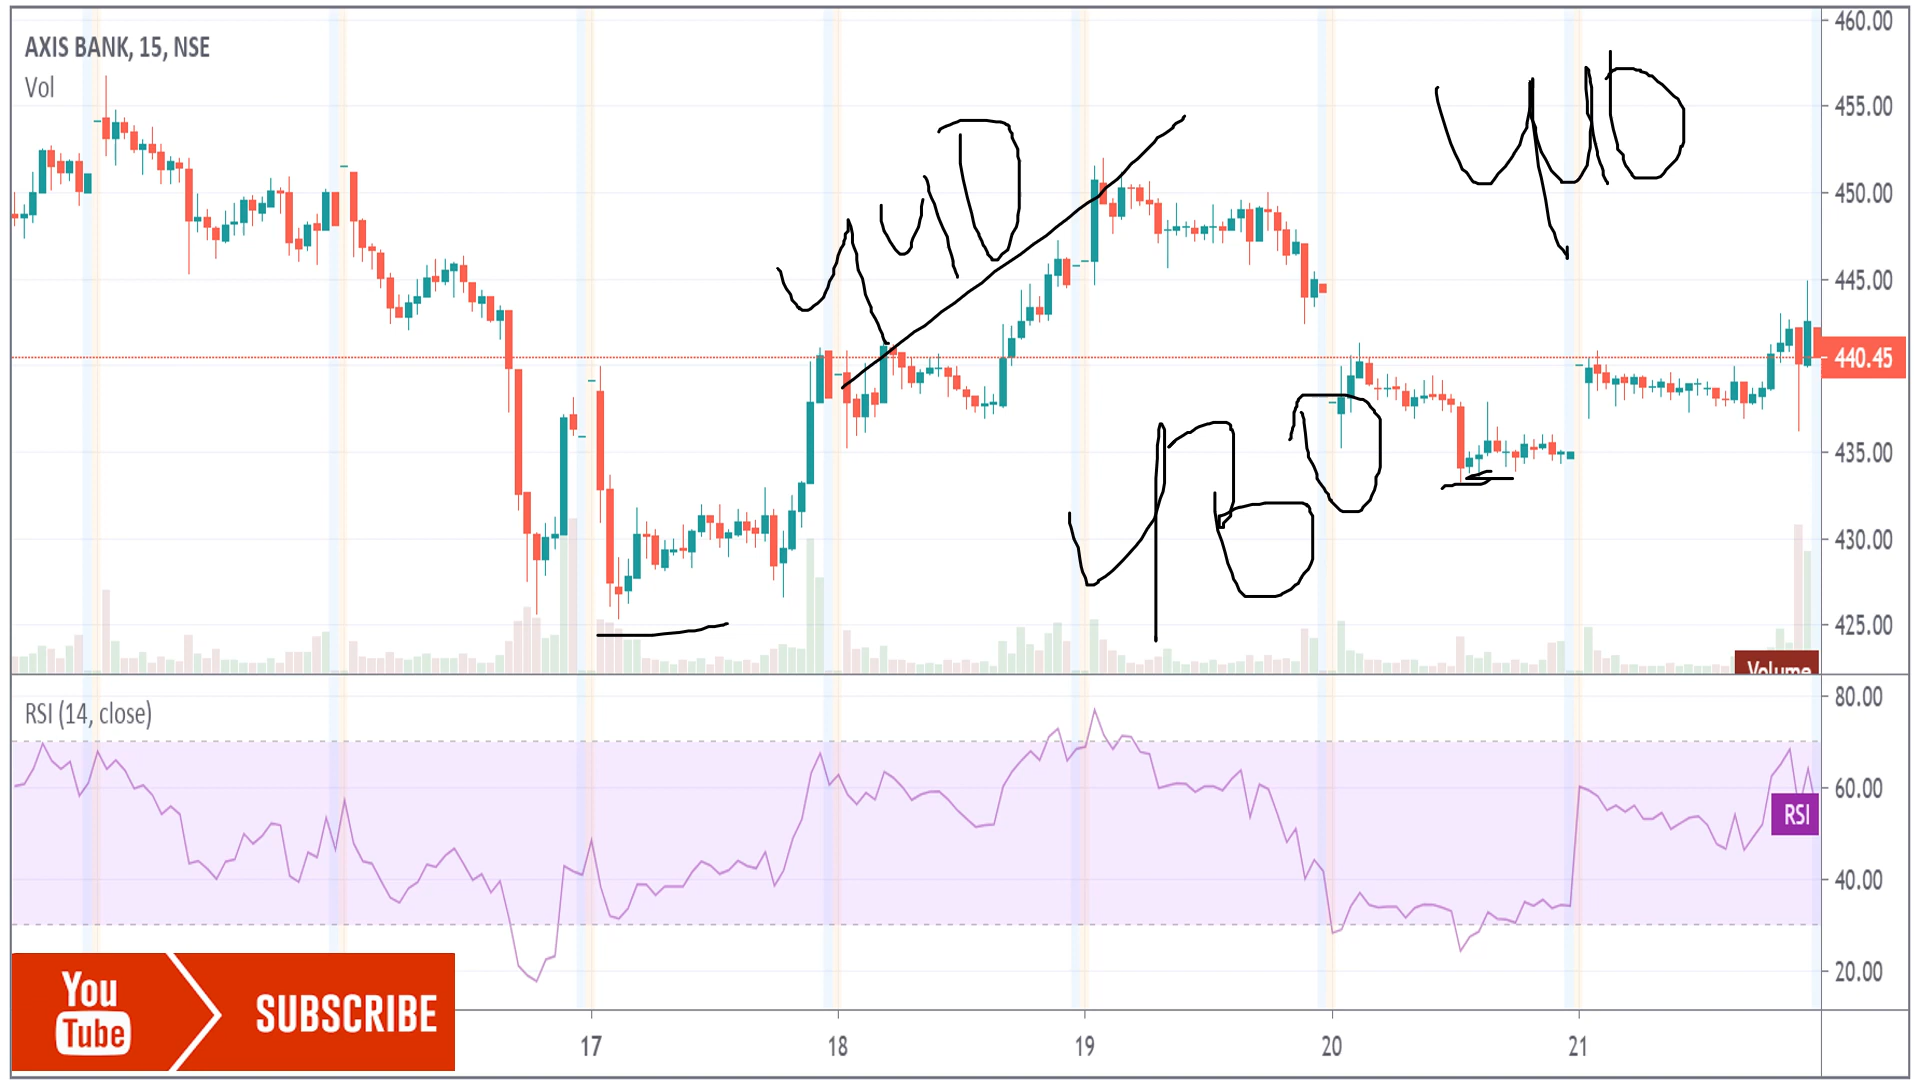 AXIS BANK, 15, NSE
Vol
460.00
455.00
450.00
445.00
440.45
435.00
430.00
425.00
Volume
RSI (14, close)
80.00
60.00
RSI
40.00
20.00
You
Tube
SUBSCRIBE
17 18 19 20 21